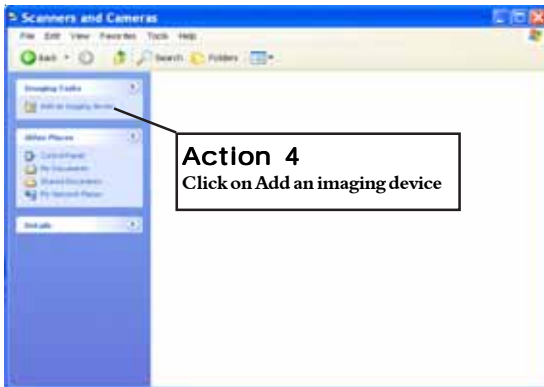 Scanners and Cameras
File Edit View Favorites Tools Help
Back Search Folders
Imaging Tasks
Add an imaging device
Other Places
Control Panel
My Documents
Shared Documents
My Network Places
Details
Action 4
Click on Add an imaging device